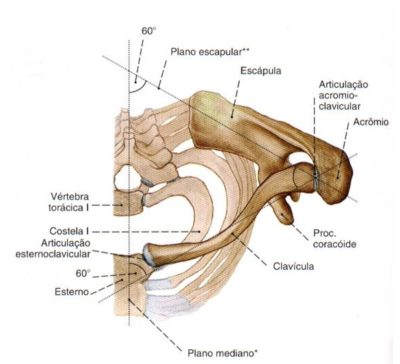 60°
Plano escapular**
Escápula
Articulação
acromio-
clavicular
Acrômio
Vértebra
torácica I
Costela I
Articulação
esternoclavicular
60°
Esterno
Proc.
coracóide
Clavícula
Plano mediano*